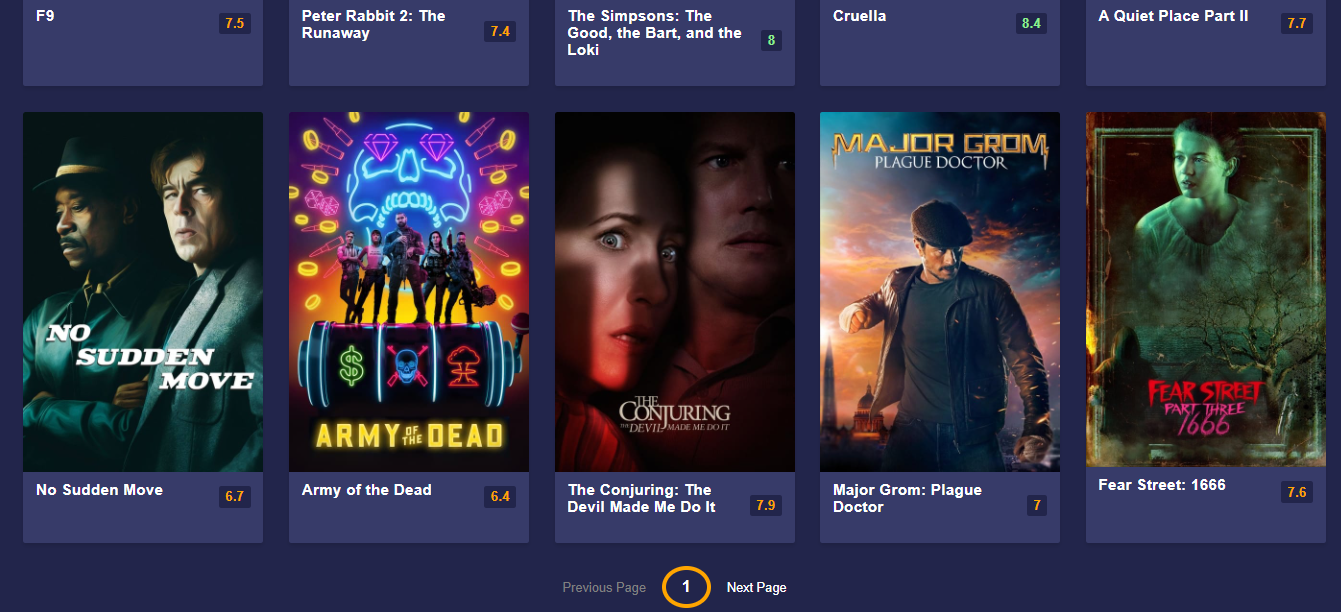 F9
7.5
Peter Rabbit 2: The
Runaway
7.4
The Simpsons: The
Good, the Bart, and the
Loki
8
Cruella
8.4
A Quiet Place Part II
7.7
NO
SUDDEN
MOVE
$
ARMY OF THE DEAD
THE
CONJURING
THE DEVIL MADE ME DO IT
MAJOR GROM
PLAGUE DOCTOR
FEAR STREET
PART THREE
1666
No Sudden Move
6.7
Army of the Dead
6.4
The Conjuring: The
Devil Made Me Do It
7.9
Major Grom: Plague
Doctor
7
Fear Street: 1666
7.6
Previous Page
1
Next Page